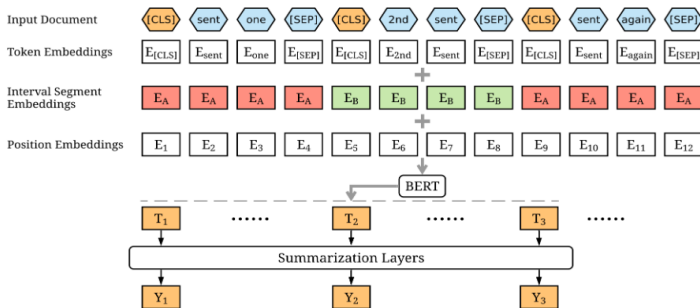 Input Document [CLS] sent one [SEP] [CLS] 2nd sent [SEP] [CLS] sent again [SEP]
Token Embeddings E[CLS] Esent Eone E[SEP] E[CLS] E2nd Esent E[SEP] E[CLS] Esent Eagain E[SEP]
+
Interval Segment
Embeddings EA EA EA EA EB EB EB EB EA EA EA EA
+
Position Embeddings E1 E2 E3 E4 E5 E6 E7 E8 E9 E10 E11 E12
BERT
T1 ...... T2 ...... T3 ......
Summarization Layers
Y1 Y2 Y3